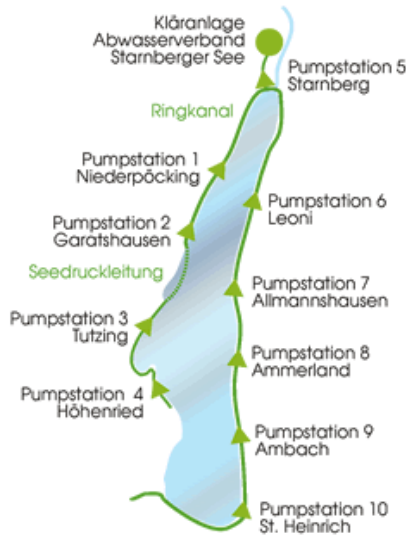 Kläranlage
Abwasserverband
Starnberger See
Pumpstation 5
Starnberg
Ringkanal
Pumpstation 1
Niederpöcking
Pumpstation 6
Leoni
Pumpstation 2
Garatshausen
Seedruckleitung
Pumpstation 7
Allmannshausen
Pumpstation 3
Tutzing
Pumpstation 8
Ammerland
Pumpstation 4
Höhenried
Pumpstation 9
Ambach
Pumpstation 10
St. Heinrich